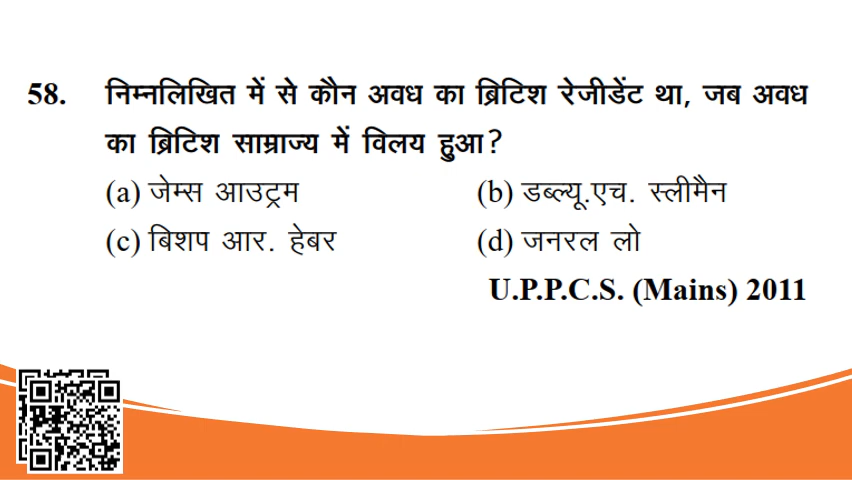 58. निम्नलिखित में से कौन अवध का ब्रिटिश रेजीडेंट था, जब अवध
का ब्रिटिश साम्राज्य में विलय हुआ?
(a) जेम्स आउट्रम (b) डब्ल्यू.एच. स्लीमैन
(c) बिशप आर. हेबर (d) जनरल लो
U.P.P.C.S. (Mains) 2011